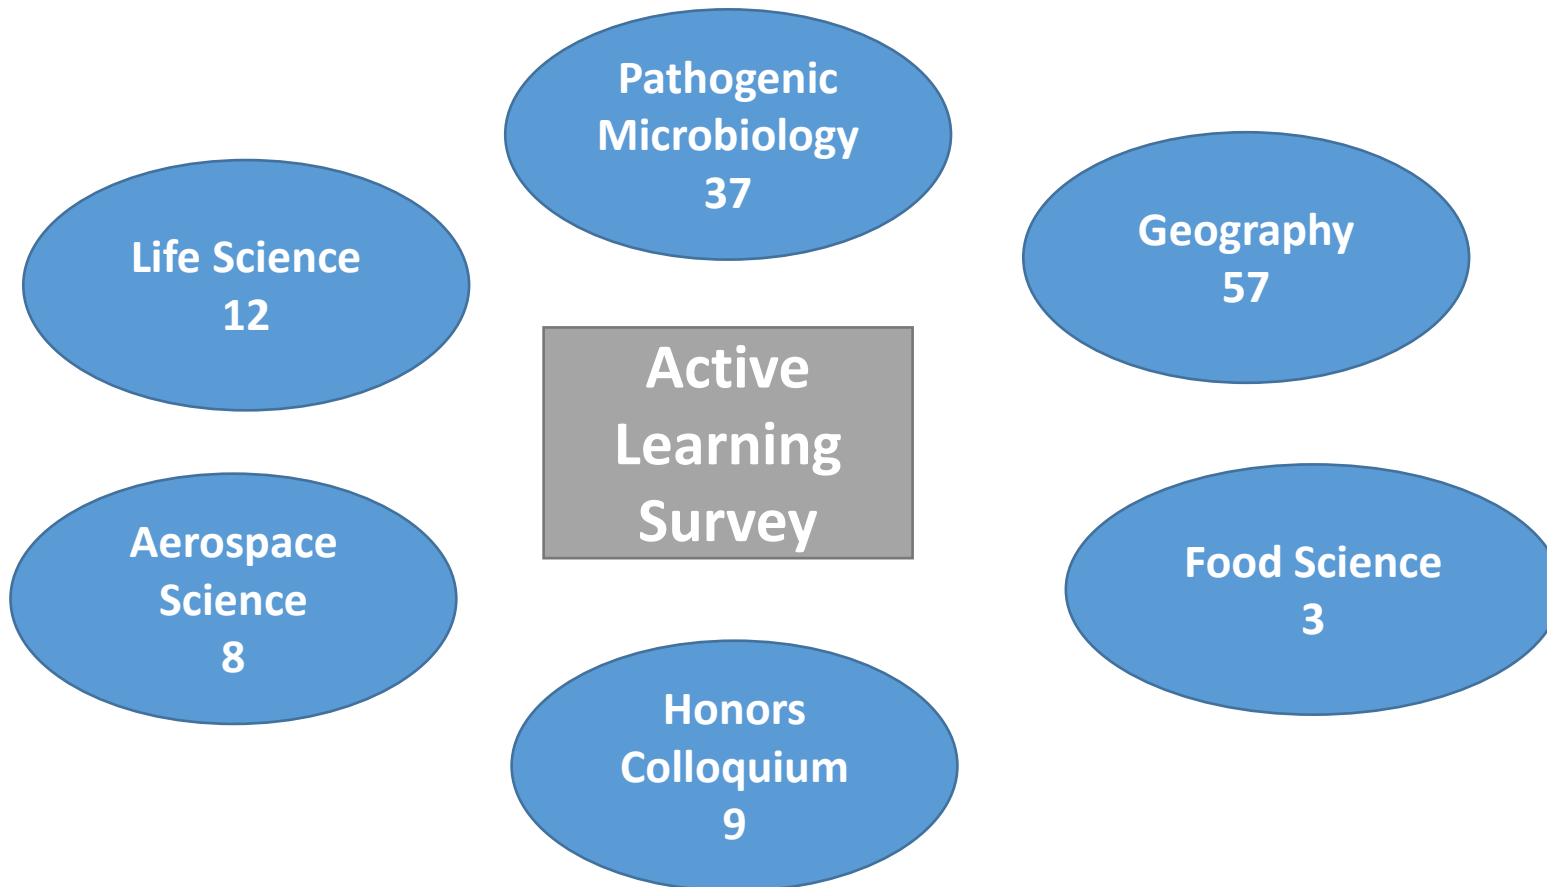 Pathogenic
Microbiology
37
Life Science
12
Geography
57
Active
Learning
Survey
Aerospace
Science
8
Food Science
3
Honors
Colloquium
9